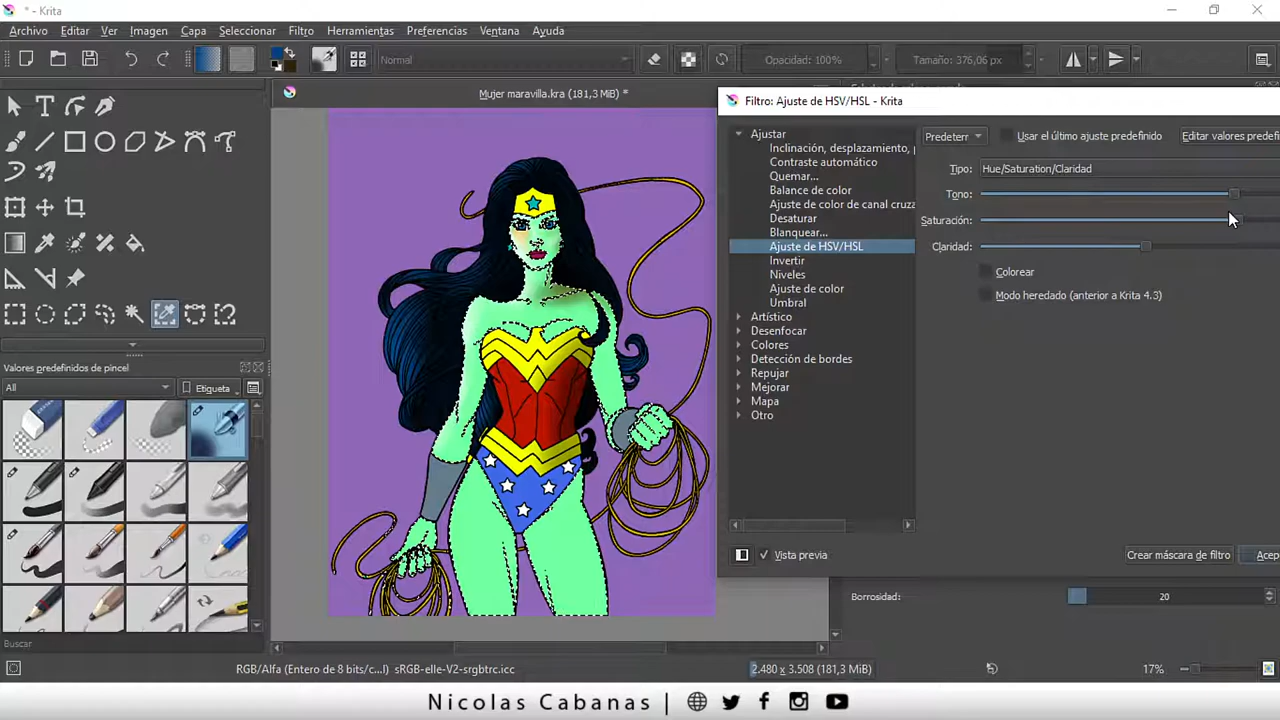 * - Krita
Archivo Editar Ver Imagen Capa Seleccionar Filtro Herramientas Preferencias Ventana Ayuda
Normal Opacidad: 100% Tamaño: 376,06 px
Mujer maravilla.kra (181,3 MiB) *
Filtro: Ajuste de HSV/HSL - Krita
Ajustar
Inclinación, desplazamiento,
Contraste automático
Quemar...
Balance de color
Ajuste de color de canal cruza
Desaturar
Blanquear...
Ajuste de HSV/HSL
Invertir
Niveles
Ajuste de color
Umbral
Artístico
Desenfocar
Colores
Detección de bordes
Repujar
Mejorar
Mapa
Otro
Predeterr Usar el último ajuste predefinido Editar valores predefi
Tipo: Hue/Saturation/Claridad
Tono:
Saturación:
Claridad:
Colorear
Modo heredado (anterior a Krita 4.3)
Vista previa Crear máscara de filtro Acep
Valores predefinidos de pincel
All Etiqueta
Buscar
Borrosidad: 20
RGB/Alfa (Entero de 8 bits/c...l) sRGB-elle-V2-srgbtrc.icc 2.480 x 3.508 (181,3 MiB) 17%
Nicolas Cabanas |